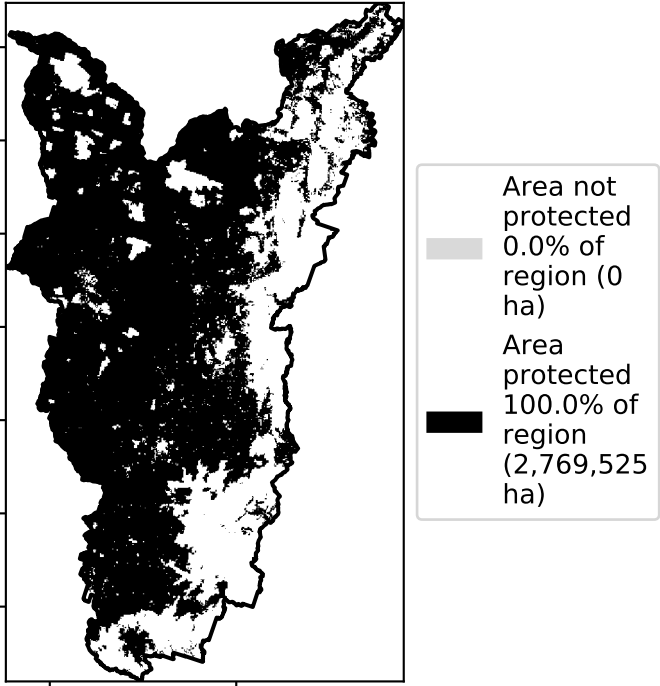 Area not
protected
0.0% of
region (0
ha)
Area
protected
100.0% of
region
(2,769,525
ha)